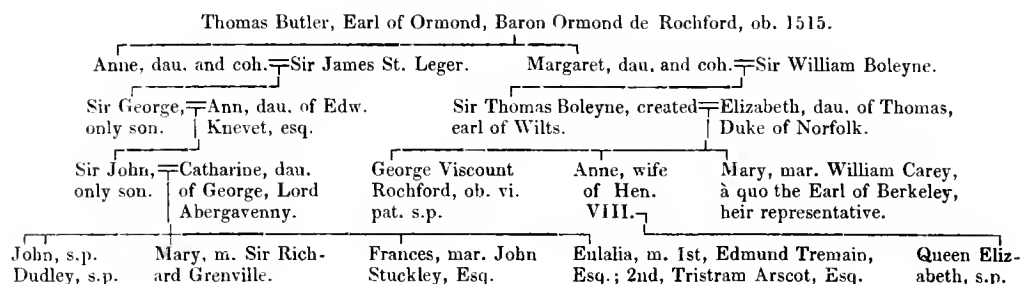 Thomas Butler, Earl of Ormond, Baron Ormond de Rochford, ob. 1515.
Anne, dau. and coh.=Sir James St. Leger. Margaret, dau. and coh.=Sir William Boleyne.
Sir George,=Ann, dau. of Edw. Sir Thomas Boleyne, created=Elizabeth, dau. of Thomas,
only son. Knevet, esq. earl of Wilts. Duke of Norfolk.
Sir John,=Catharine, dau. George Viscount Anne, wife Mary, mar. William Carey,
only son. of George, Lord Rochford, ob. vi. of Hen. à quo the Earl of Berkeley,
Abergavenny. pat. s.p. VIII. heir representative.
John, s.p. Mary, m. Sir Rich- Frances, mar. John Eulalia, m. 1st, Edmund Tremain, Queen Eliz-
Dudley, s.p. ard Grenville. Stuckley, Esq. Esq.; 2nd, Tristram Arscot, Esq. abeth, s.p.